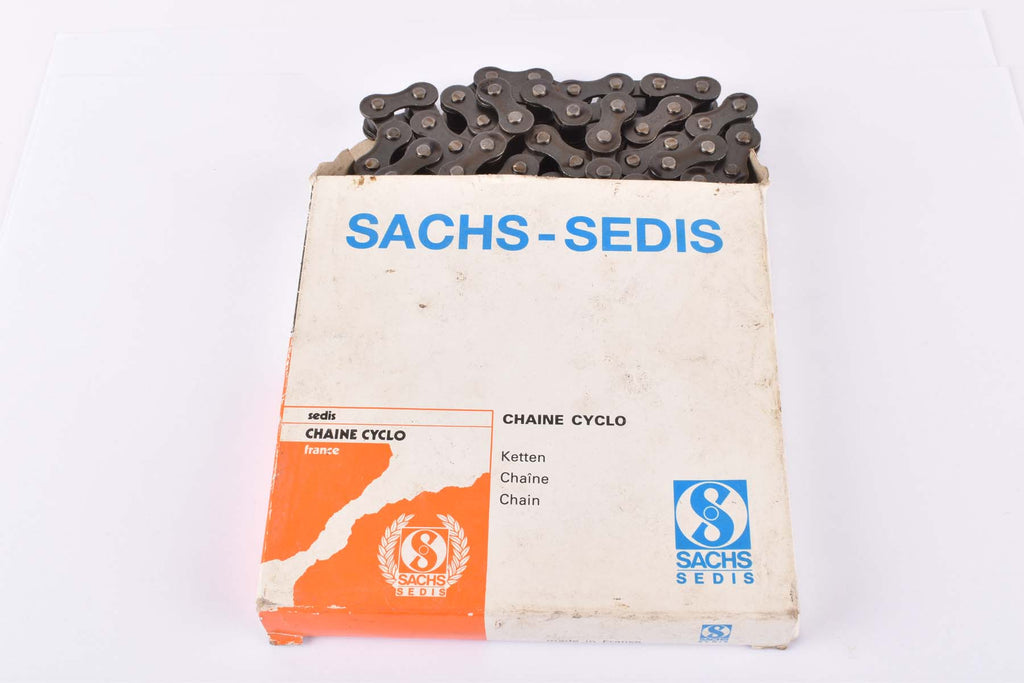 SACHS-SEDIS
sedis
CHAINE CYCLO
france
CHAINE CYCLO
Ketten
Chaîne
Chain
SACHS
SEDIS
SACHS
SEDIS
made in France